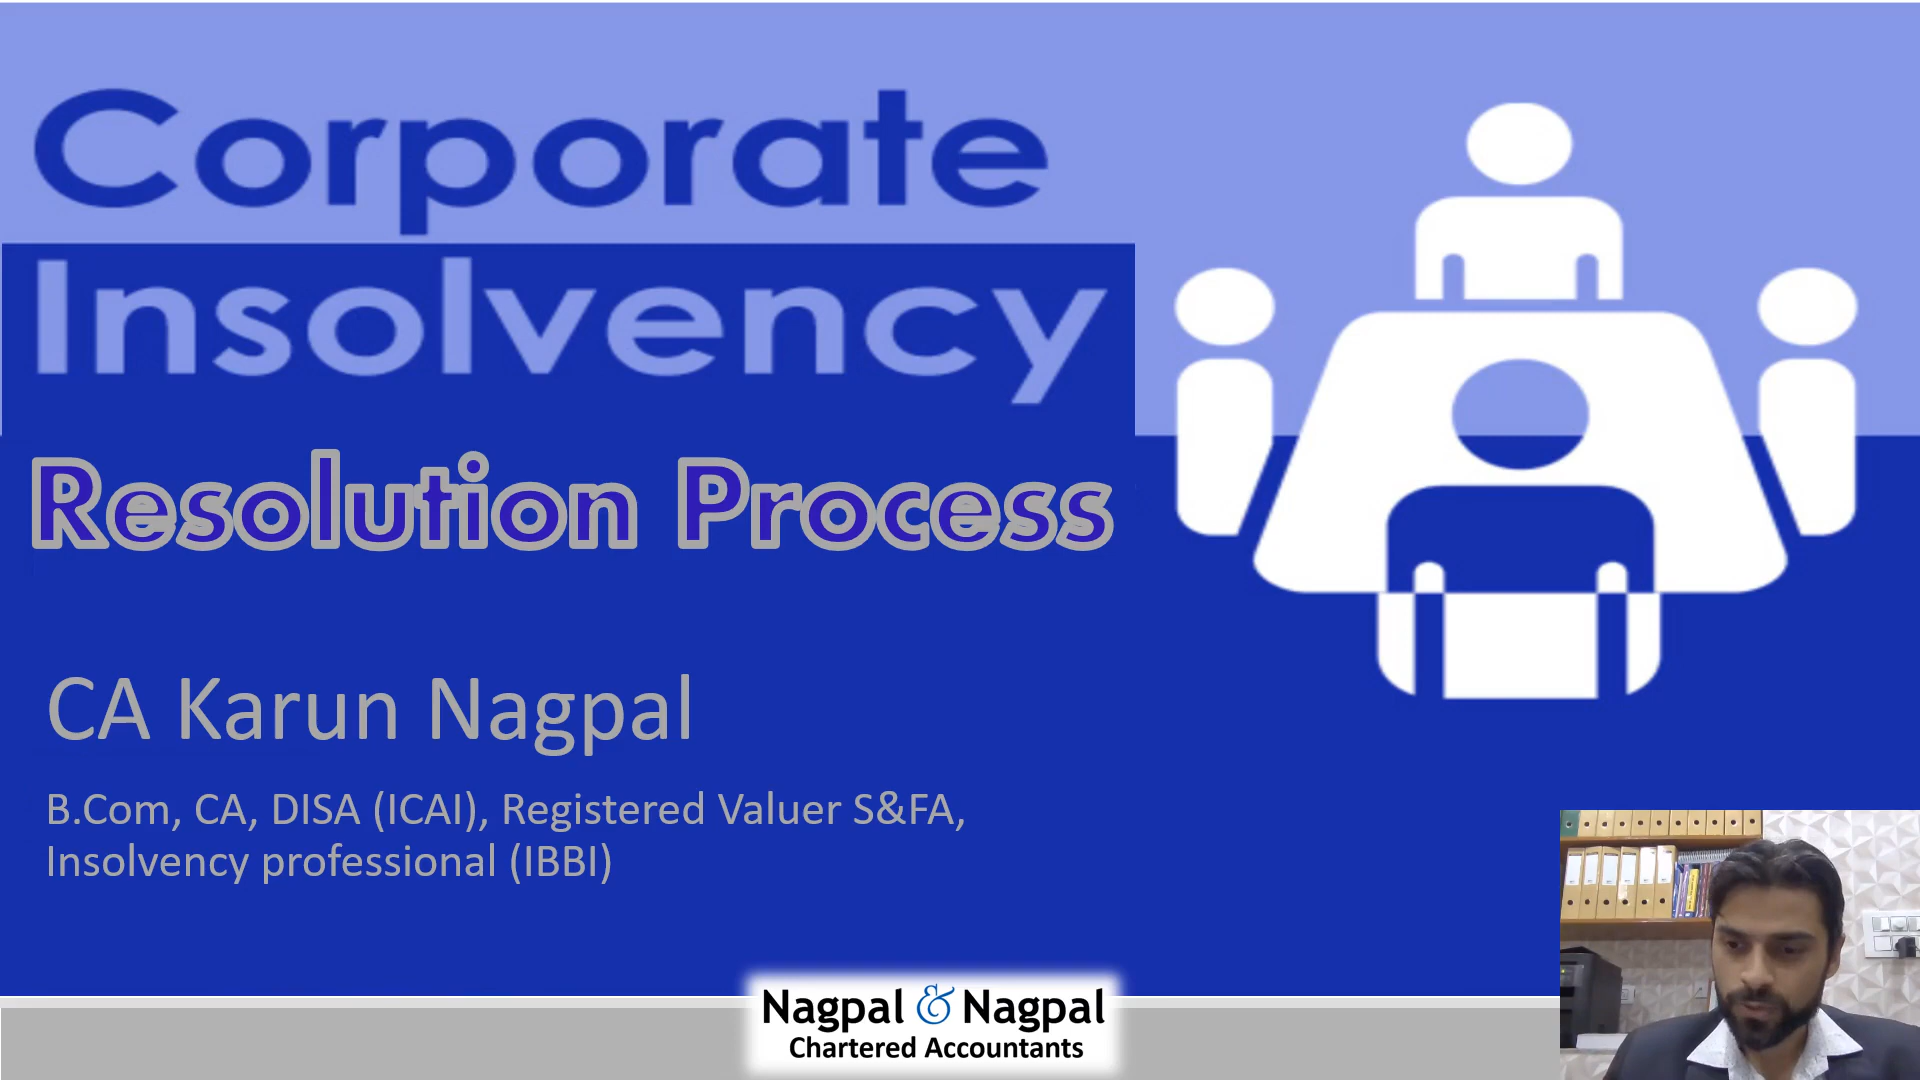 Corporate
Insolvency
Resolution Process
CA Karun Nagpal
B.Com, CA, DISA (ICAI), Registered Valuer S&FA,
Insolvency professional (IBBI)
Nagpal & Nagpal
Chartered Accountants